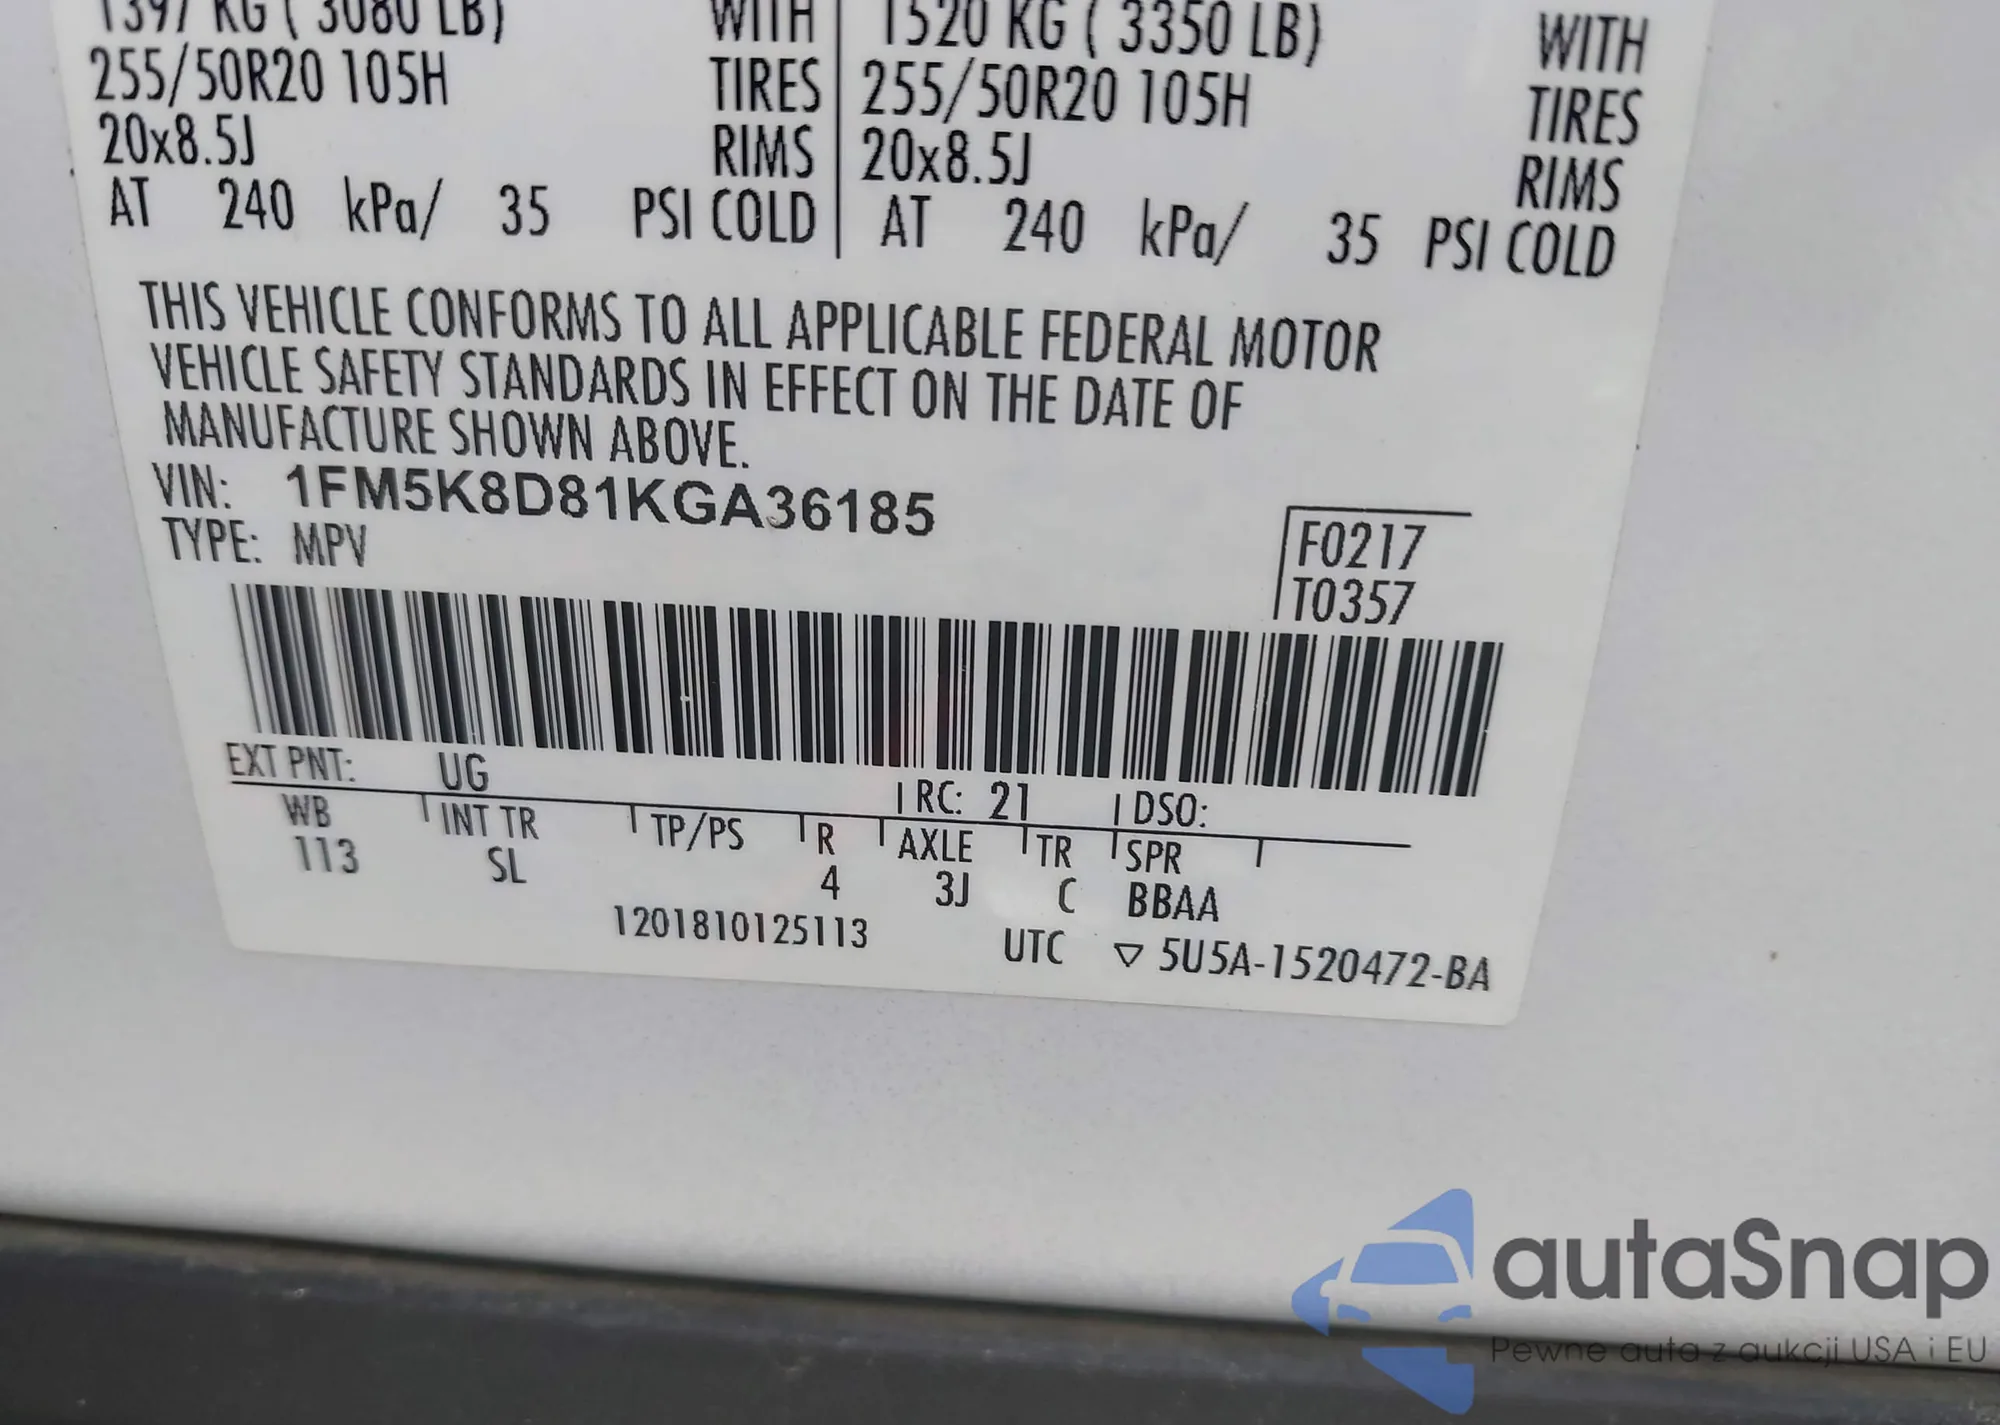 1397 KG ( 3080 LB) WITH 1520 KG ( 3350 LB) WITH
255/50R20 105H TIRES 255/50R20 105H TIRES
20x8.5J RIMS 20x8.5J RIMS
AT 240 kPa/ 35 PSI COLD AT 240 kPa/ 35 PSI COLD
THIS VEHICLE CONFORMS TO ALL APPLICABLE FEDERAL MOTOR
VEHICLE SAFETY STANDARDS IN EFFECT ON THE DATE OF
MANUFACTURE SHOWN ABOVE.
VIN: 1FM5K8D81KGA36185
TYPE: MPV
F0217
T0357
EXT PNT: UG RC: 21 DSO:
WB INT TR TP/PS R AXLE TR SPR
113 SL 4 3J C BBAA
1201810125113 UTC ▽ 5U5A-1520472-BA
autaSnap
Pewne auta z aukcji USA i EU